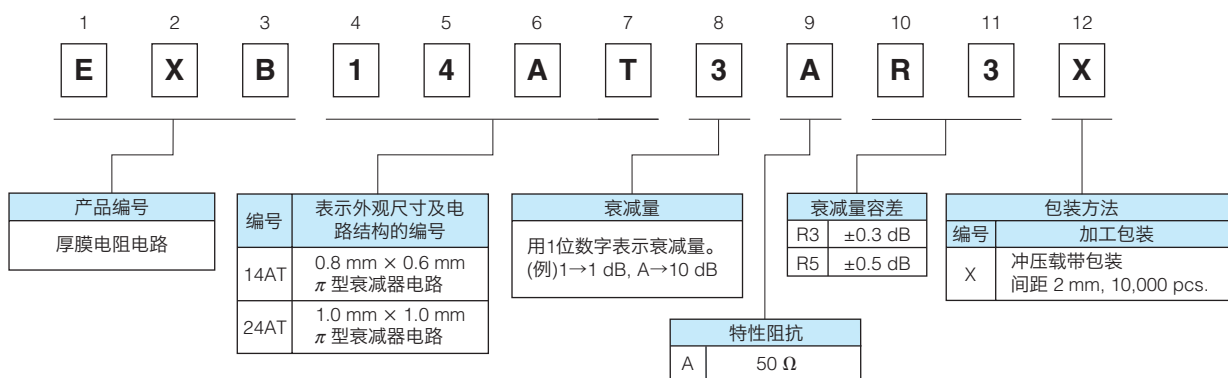 1 2 3 4 5 6 7 8 9 10 11 12
E X B 1 4 A T 3 A R 3 X
产品编号
厚膜电阻电路
编号 表示外观尺寸及电
路结构的编号
14AT 0.8 mm × 0.6 mm
π 型衰减器电路
24AT 1.0 mm × 1.0 mm
π 型衰减器电路
衰减量
用1位数字表示衰减量。
(例)1→1 dB, A→10 dB
特性阻抗
A 50 Ω
衰减量容差
R3 ±0.3 dB
R5 ±0.5 dB
包装方法
编号 加工包装
X 冲压载带包装
间距 2 mm, 10,000 pcs.